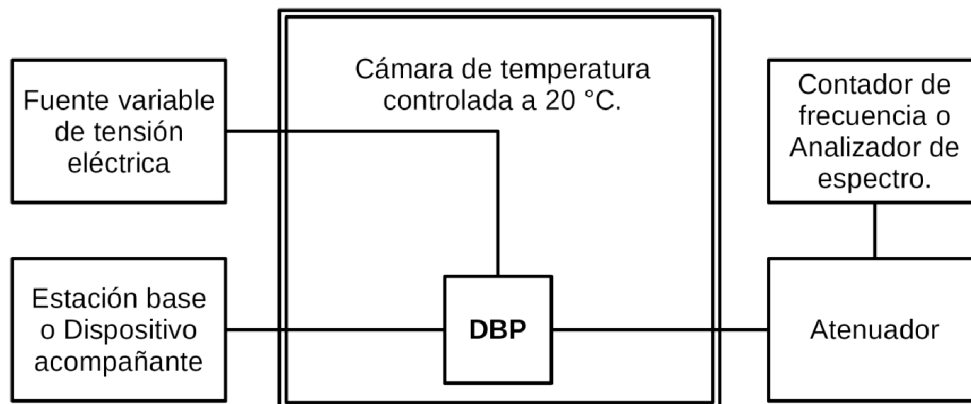 Fuente variable
de tensión
eléctrica
Cámara de temperatura
controlada a 20 °C.
Contador de
frecuencia o
Analizador de
espectro.
Estación base
o Dispositivo
acompañante
DBP
Atenuador